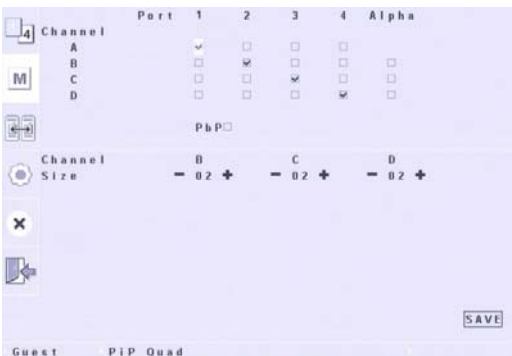 Port 1 2 3 4 Alpha
4 Channel
A
B
M C
D
PbP
Channel B C D
Size − 02 + − 02 + − 02 +
SAVE
Guest PiP Quad